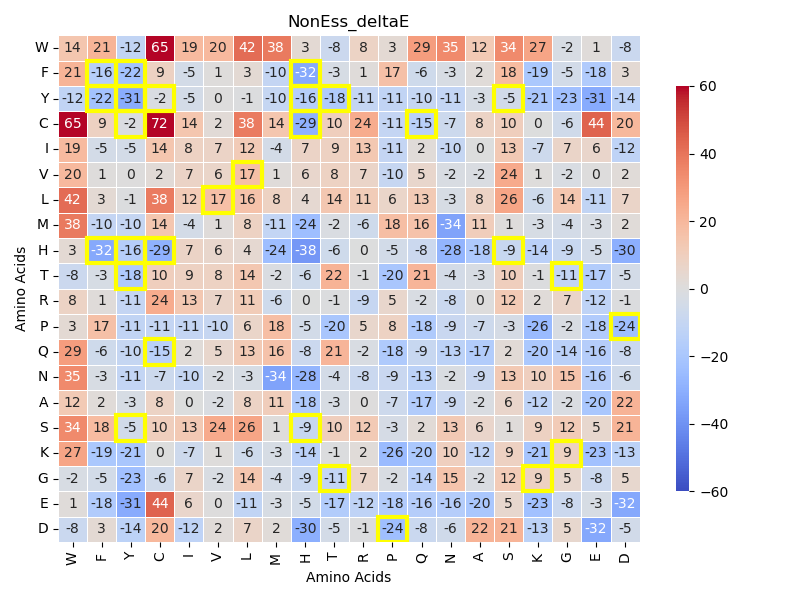 NonEss_deltaE
W 14 21 -12 65 19 20 42 38 3 -8 8 3 29 35 12 34 27 -2 1 -8
F 21 -16 -22 9 -5 1 3 -10 -32 -3 1 17 -6 -3 2 18 -19 -5 -18 3
Y -12 -22 -31 -2 -5 0 -1 -10 -16 -18 -11 -11 -10 -11 -3 -5 -21 -23 -31 -14
C 65 9 -2 72 14 2 38 14 -29 10 24 -11 -15 -7 8 10 0 -6 44 20
I 19 -5 -5 14 8 7 12 -4 7 9 13 -11 2 -10 0 13 -7 7 6 -12
V 20 1 0 2 7 6 17 1 6 8 7 -10 5 -2 -2 24 1 -2 0 2
L 42 3 -1 38 12 17 16 8 4 14 11 6 13 -3 8 26 -6 14 -11 7
M 38 -10 -10 14 -4 1 8 -11 -24 -2 -6 18 16 -34 11 1 -3 -4 -3 2
H 3 -32 -16 -29 7 6 4 -24 -38 -6 0 -5 -8 -28 -18 -9 -14 -9 -5 -30
T -8 -3 -18 10 9 8 14 -2 -6 22 -1 -20 21 -4 -3 10 -1 -11 -17 -5
R 8 1 -11 24 13 7 11 -6 0 -1 -9 5 -2 -8 0 12 2 7 -12 -1
P 3 17 -11 -11 -11 -10 6 18 -5 -20 5 8 -18 -9 -7 -3 -26 -2 -18 -24
Q 29 -6 -10 -15 2 5 13 16 -8 21 -2 -18 -9 -13 -17 2 -20 -14 -16 -8
N 35 -3 -11 -7 -10 -2 -3 -34 -28 -4 -8 -9 -13 -2 -9 13 10 15 -16 -6
A 12 2 -3 8 0 -2 8 11 -18 -3 0 -7 -17 -9 -2 6 -12 -2 -20 22
S 34 18 -5 10 13 24 26 1 -9 10 12 -3 2 13 6 1 9 12 5 21
K 27 -19 -21 0 -7 1 -6 -3 -14 -1 2 -26 -20 10 -12 9 -21 9 -23 -13
G -2 -5 -23 -6 7 -2 14 -4 -9 -11 7 -2 -14 15 -2 12 9 5 -8 5
E 1 -18 -31 44 6 0 -11 -3 -5 -17 -12 -18 -16 -16 -20 5 -23 -8 -3 -32
D -8 3 -14 20 -12 2 7 2 -30 -5 -1 -24 -8 -6 22 21 -13 5 -32 -5
W F Y C I V L M H T R P Q N A S K G E D
Amino Acids
Amino Acids
60
40
20
0
−20
−40
−60